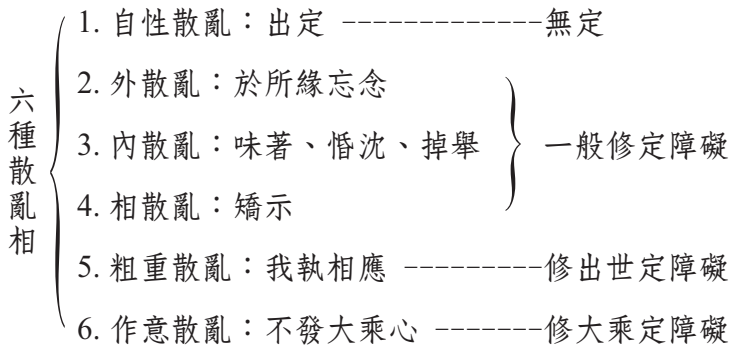 六種散亂相
1. 自性散亂：出定 -------------無定
2. 外散亂：於所緣忘念
3. 內散亂：味著、惛沈、掉舉
一般修定障礙
4. 相散亂：矯示
5. 粗重散亂：我執相應 ---------修出世定障礙
6. 作意散亂：不發大乘心 -------修大乘定障礙